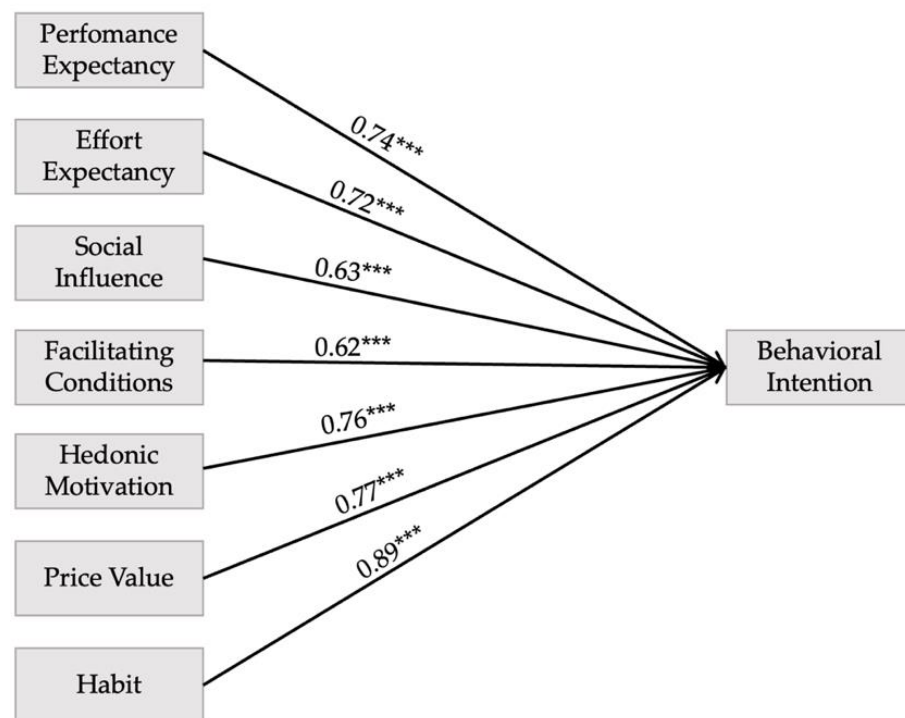 Perfomance
Expectancy
0.74***
Effort
Expectancy
0.72***
Social
Influence
0.63***
Facilitating
Conditions
0.62***
Behavioral
Intention
Hedonic
Motivation
0.76***
Price Value
0.77***
Habit
0.89***